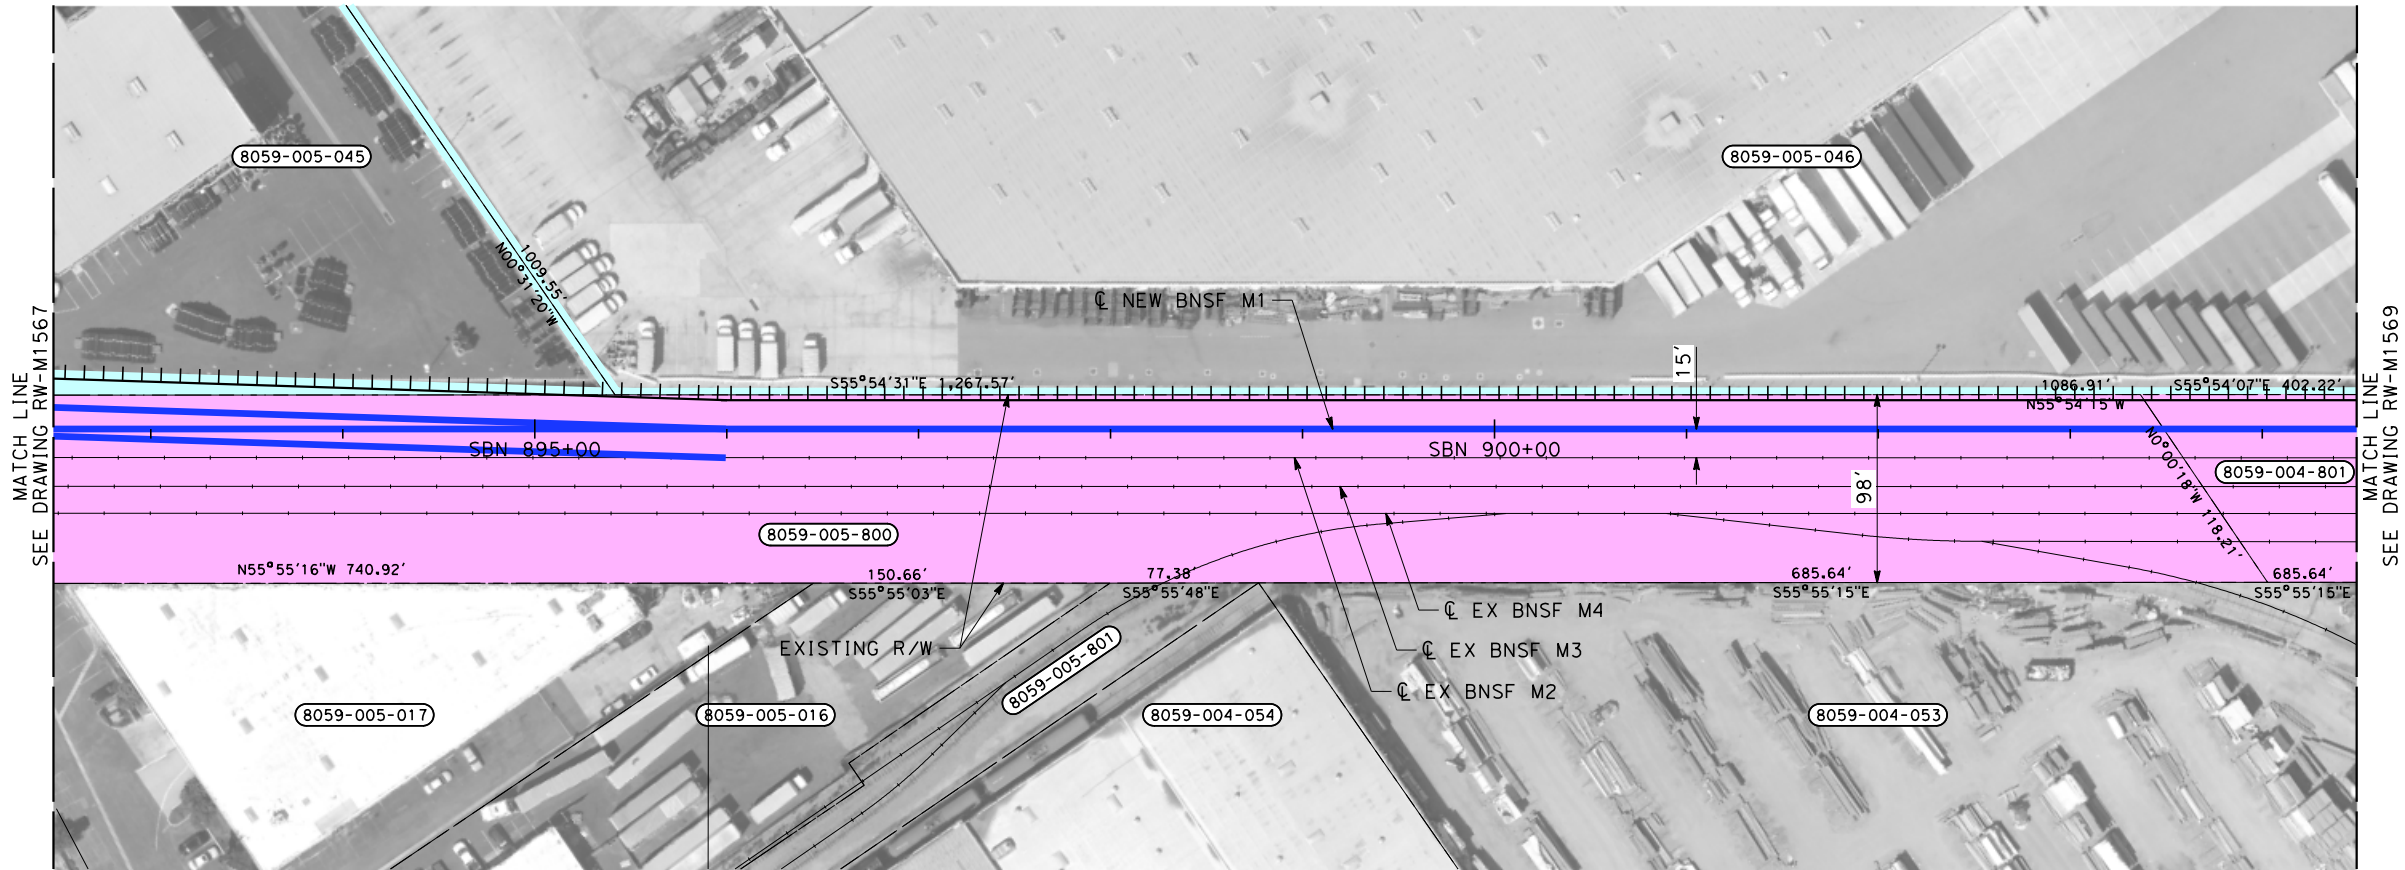 8059-005-045
8059-005-046
1009.55'
N00°31'20"W
℄ NEW BNSF M1
15'
MATCH LINE
SEE DRAWING RW-M1567
MATCH LINE
SEE DRAWING RW-M1569
S55°54'31"E 1,267.57'
1086.91'
S55°54'07"E 402.22'
N55°54'15"W
SBN 895+00
SBN 900+00
N0°00'18"W 118.21'
8059-004-801
98'
8059-005-800
N55°55'16"W 740.92'
150.66'
S55°55'03"E
77.38'
S55°55'48"E
685.64'
S55°55'15"E
685.64'
S55°55'15"E
℄ EX BNSF M4
EXISTING R/W
℄ EX BNSF M3
8059-005-801
℄ EX BNSF M2
8059-005-017
8059-005-016
8059-004-054
8059-004-053